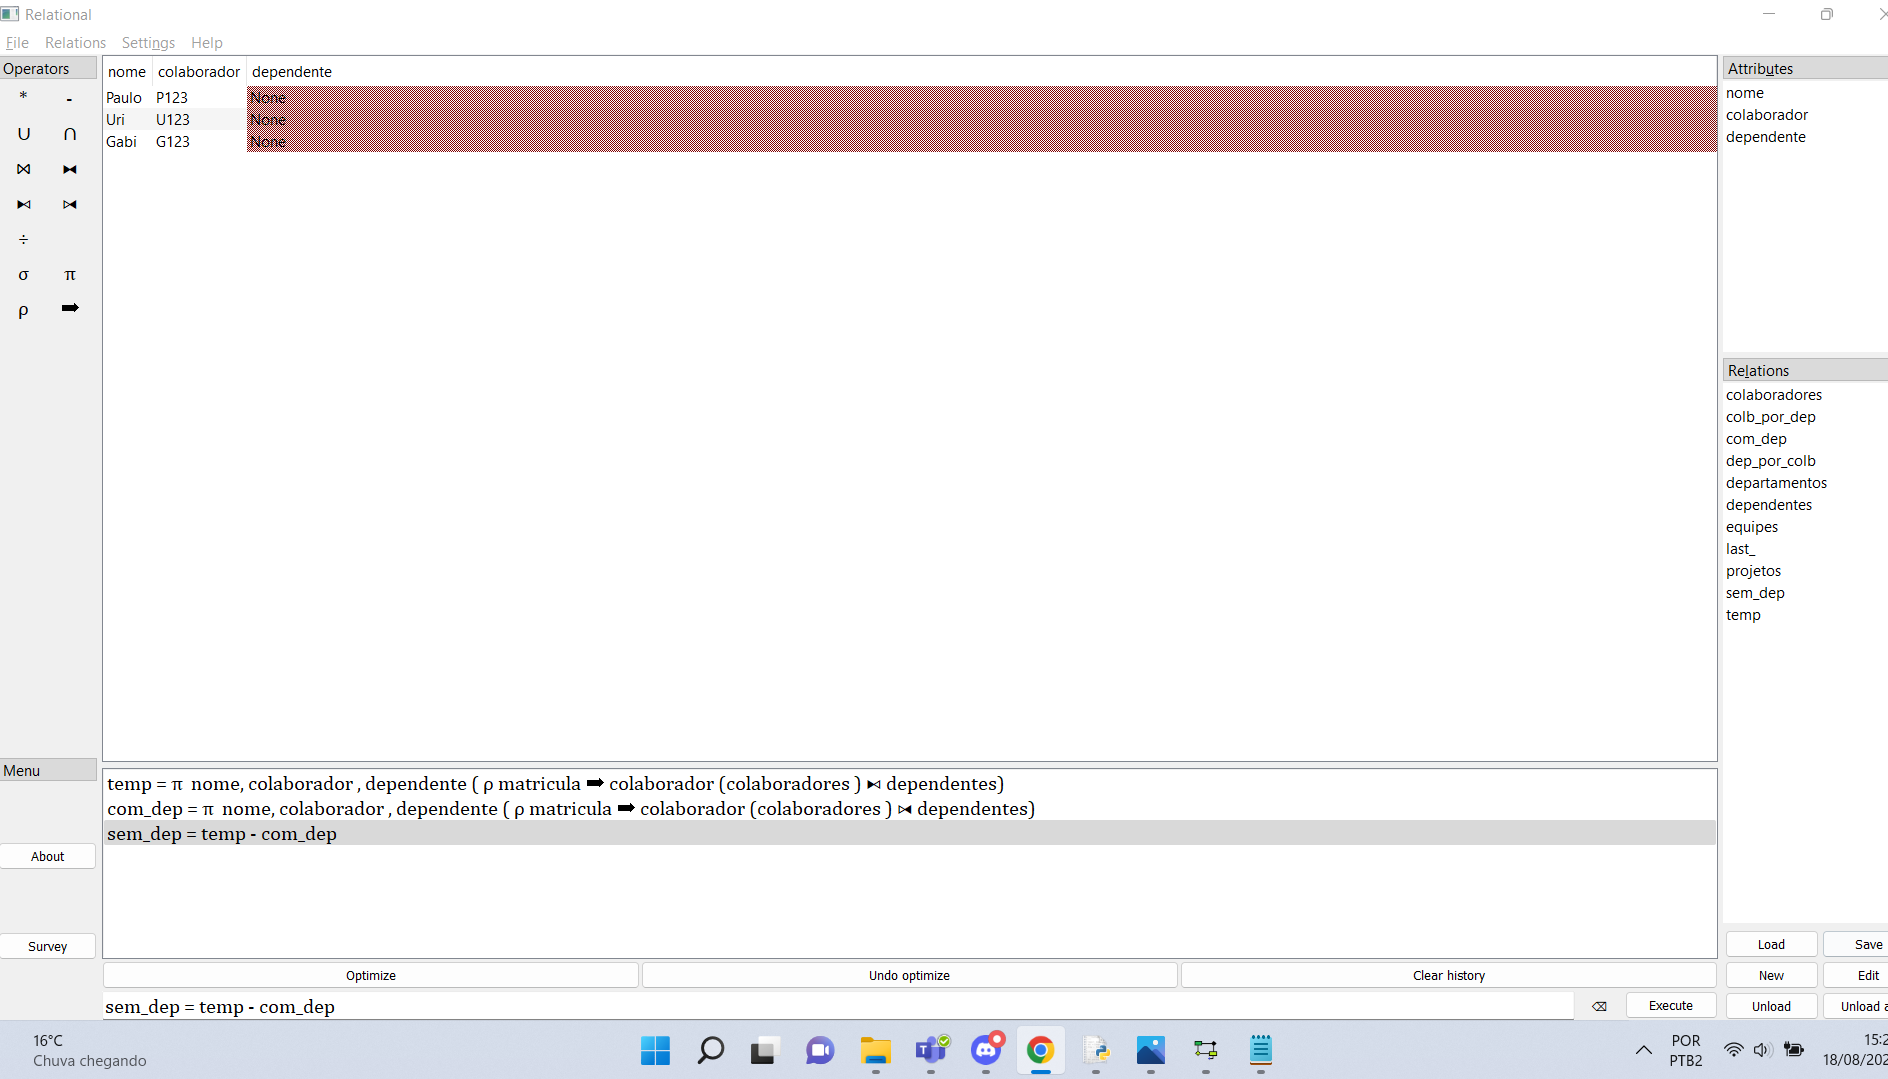 Relational
File Relations Settings Help
Operators
* -
∪ ∩
⋈ ⧓
⧑ ⧒
÷
σ π
ρ ➡
nome colaborador dependente
Paulo P123 None
Uri U123 None
Gabi G123 None
Attributes
nome
colaborador
dependente
Relations
colaboradores
colb_por_dep
com_dep
dep_por_colb
departamentos
dependentes
equipes
last_
projetos
sem_dep
temp
Menu
About
Survey
temp = π nome, colaborador , dependente ( ρ matricula ➡ colaborador (colaboradores ) ⧑ dependentes)
com_dep = π nome, colaborador , dependente ( ρ matricula ➡ colaborador (colaboradores ) ⧒ dependentes)
sem_dep = temp - com_dep
Optimize Undo optimize Clear history
sem_dep = temp - com_dep
⌫ Execute
Load Save
New Edit
Unload Unload a
16°C
Chuva chegando
POR
PTB2
15:2
18/08/202